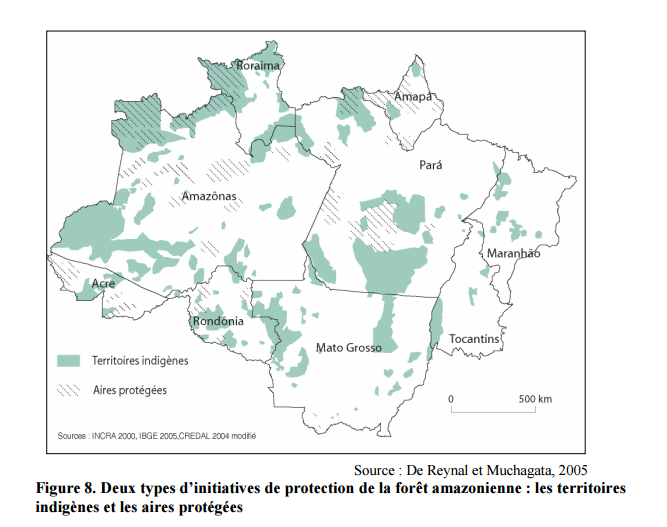 Roraima
Amapá
Pará
Amazônas
Maranhão
Acre
Rondônia
Mato Grosso
Tocantins
Territoires indigènes
Aires protégées
0 500 km
Sources : INCRA 2000, IBGE 2005,CREDAL 2004 modifié
Source : De Reynal et Muchagata, 2005
Figure 8. Deux types d’initiatives de protection de la forêt amazonienne : les territoires
indigènes et les aires protégées